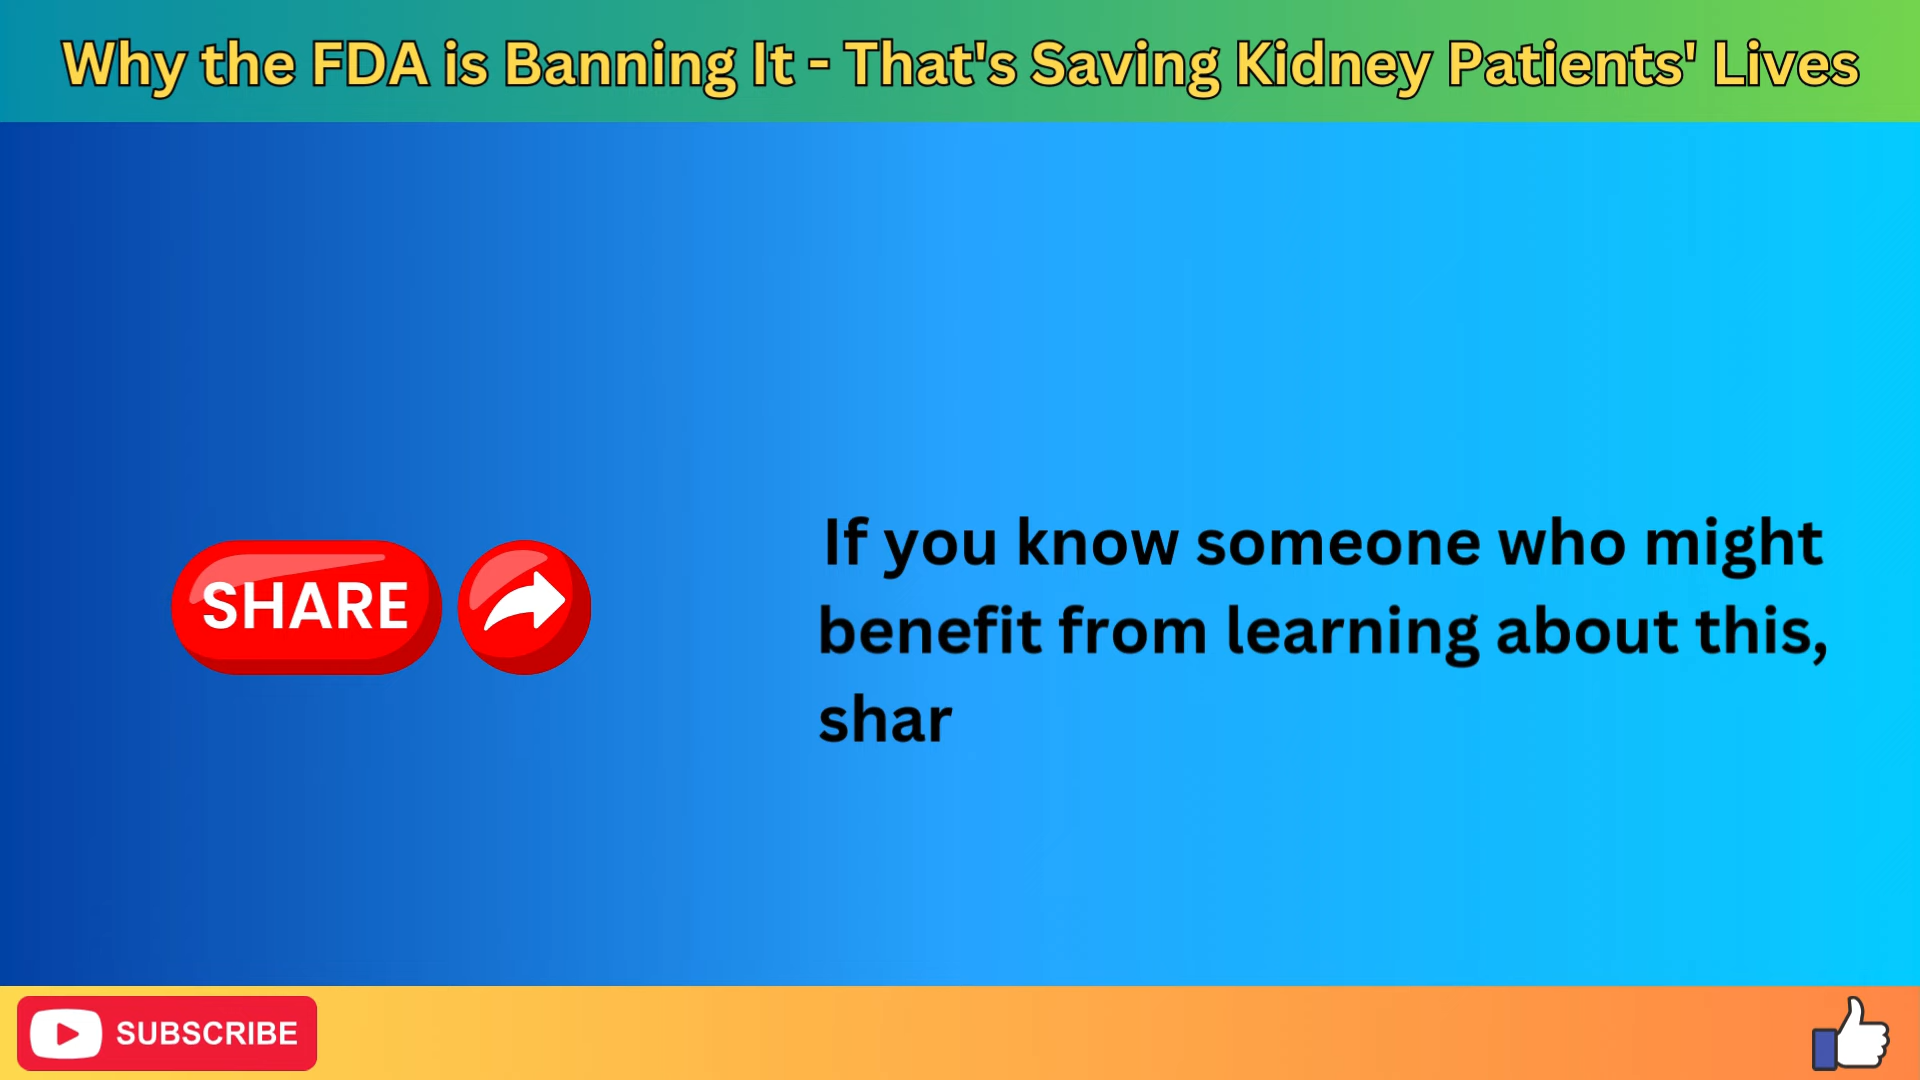 Why the FDA is Banning It - That's Saving Kidney Patients' Lives
If you know someone who might
benefit from learning about this,
shar
SHARE
SUBSCRIBE